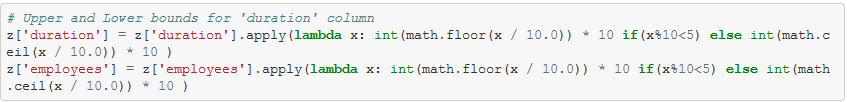 # Upper and Lower bounds for 'duration' column
z['duration'] = z['duration'].apply(lambda x: int(math.floor(x / 10.0)) * 10 if(x%10<5) else int(math.c
eil(x / 10.0)) * 10 )
z['employees'] = z['employees'].apply(lambda x: int(math.floor(x / 10.0)) * 10 if(x%10<5) else int(math
.ceil(x / 10.0)) * 10 )